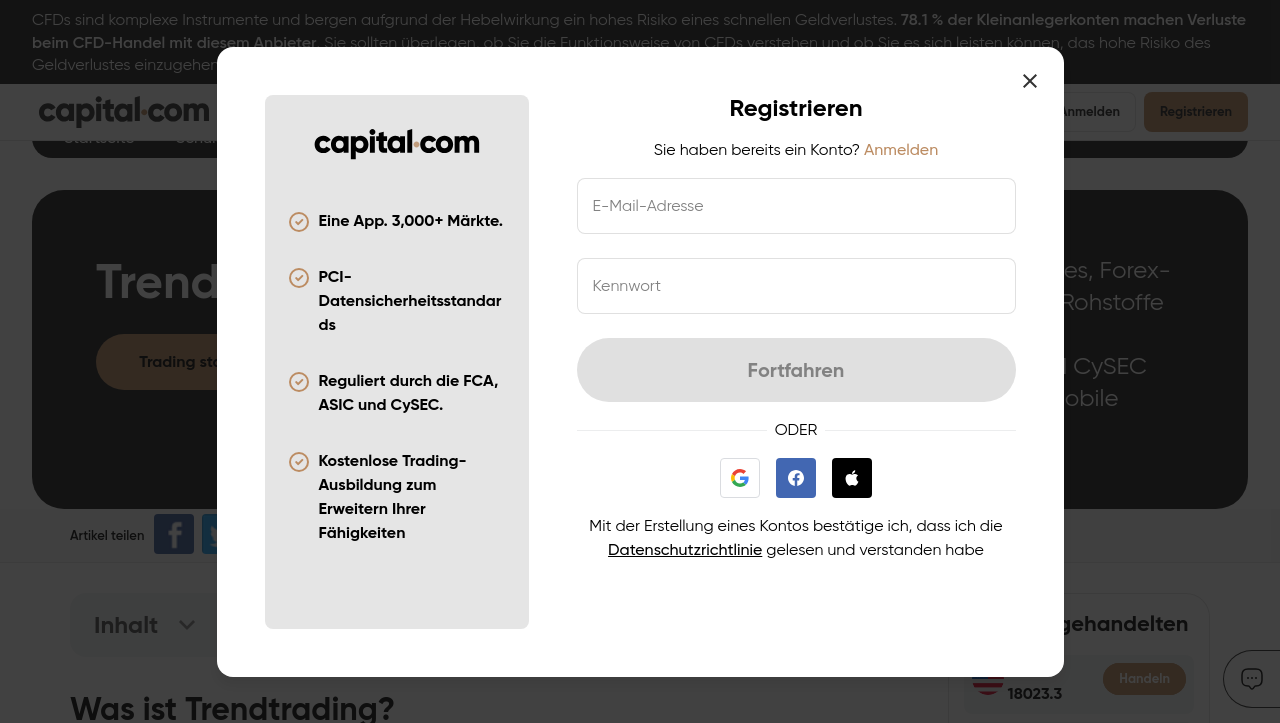 CFDs sind komplexe Instrumente und bergen aufgrund der Hebelwirkung ein hohes Risiko eines schnellen Geldverlustes. 78.1 % der Kleinanlegerkonten machen Verluste
beim CFD-Handel mit diesem Anbieter. Sie sollten überlegen, ob Sie die Funktionsweise von CFDs verstehen und ob Sie es sich leisten können, das hohe Risiko des
Geldverlustes einzugehen
capital.com
Anmelden
Registrieren
Startseite
Trend
Trading sta
es, Forex-
Rohstoffe
d CySEC
obile
Artikel teilen
Inhalt
Was ist Trendtrading?
gehandelten
18023.3
Handeln
capital.com
Eine App. 3,000+ Märkte.
PCI-
Datensicherheitsstandar
ds
Reguliert durch die FCA,
ASIC und CySEC.
Kostenlose Trading-
Ausbildung zum
Erweitern Ihrer
Fähigkeiten
Registrieren
Sie haben bereits ein Konto? Anmelden
E-Mail-Adresse
Kennwort
Fortfahren
ODER
Mit der Erstellung eines Kontos bestätige ich, dass ich die
Datenschutzrichtlinie gelesen und verstanden habe